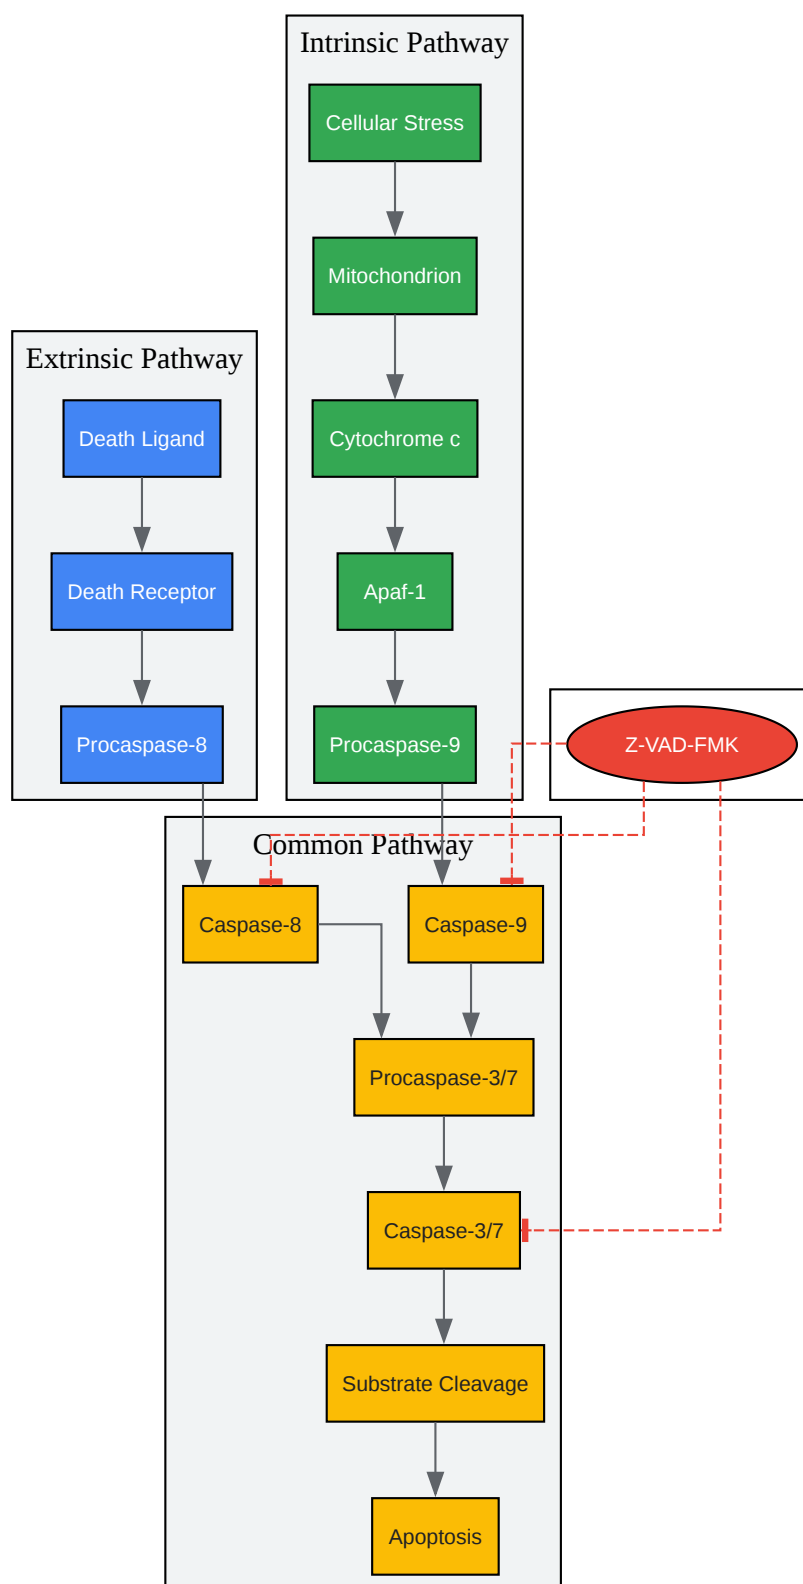 Intrinsic Pathway
Cellular Stress
Mitochondrion
Extrinsic Pathway
Death Ligand
Cytochrome c
Death Receptor
Apaf-1
Procaspase-8
Procaspase-9
Z-VAD-FMK
Common Pathway
Caspase-8
Caspase-9
Procaspase-3/7
Caspase-3/7
Substrate Cleavage
Apoptosis